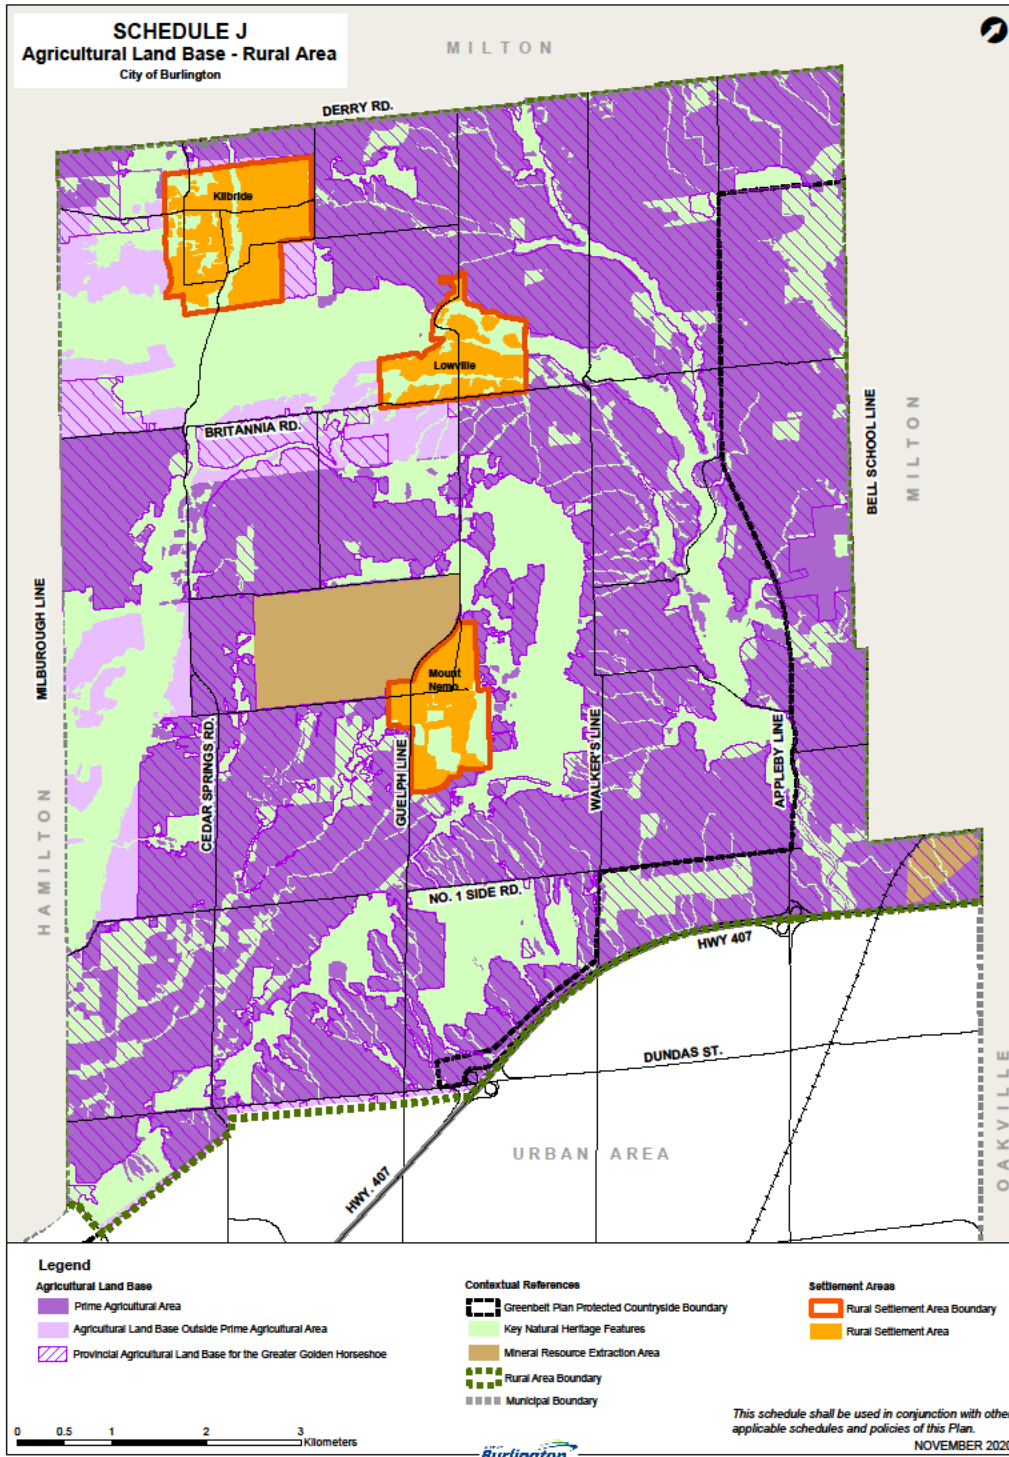 SCHEDULE J
Agricultural Land Base - Rural Area
City of Burlington
MILTON
DERRY RD.
Kilbride
Lowville
BRITANNIA RD.
BELL SCHOOL LINE
MILTON
MILBOROUGH LINE
Mount
Nemo
CEDAR SPRINGS RD.
GUELPH LINE
WALKER'S LINE
APPLEBY LINE
HAMILTON
NO. 1 SIDE RD.
HWY 407
DUNDAS ST.
OAKVILLE
URBAN AREA
HWY. 407
Legend
Agricultural Land Base
Prime Agricultural Area
Agricultural Land Base Outside Prime Agricultural Area
Provincial Agricultural Land Base for the Greater Golden Horseshoe
Contextual References
Greenbelt Plan Protected Countryside Boundary
Key Natural Heritage Features
Mineral Resource Extraction Area
Rural Area Boundary
Municipal Boundary
Settlement Areas
Rural Settlement Area Boundary
Rural Settlement Area
0 0.5 1 2 3
Kilometers
Burlington
This schedule shall be used in conjunction with other
applicable schedules and policies of this Plan.
NOVEMBER 2020